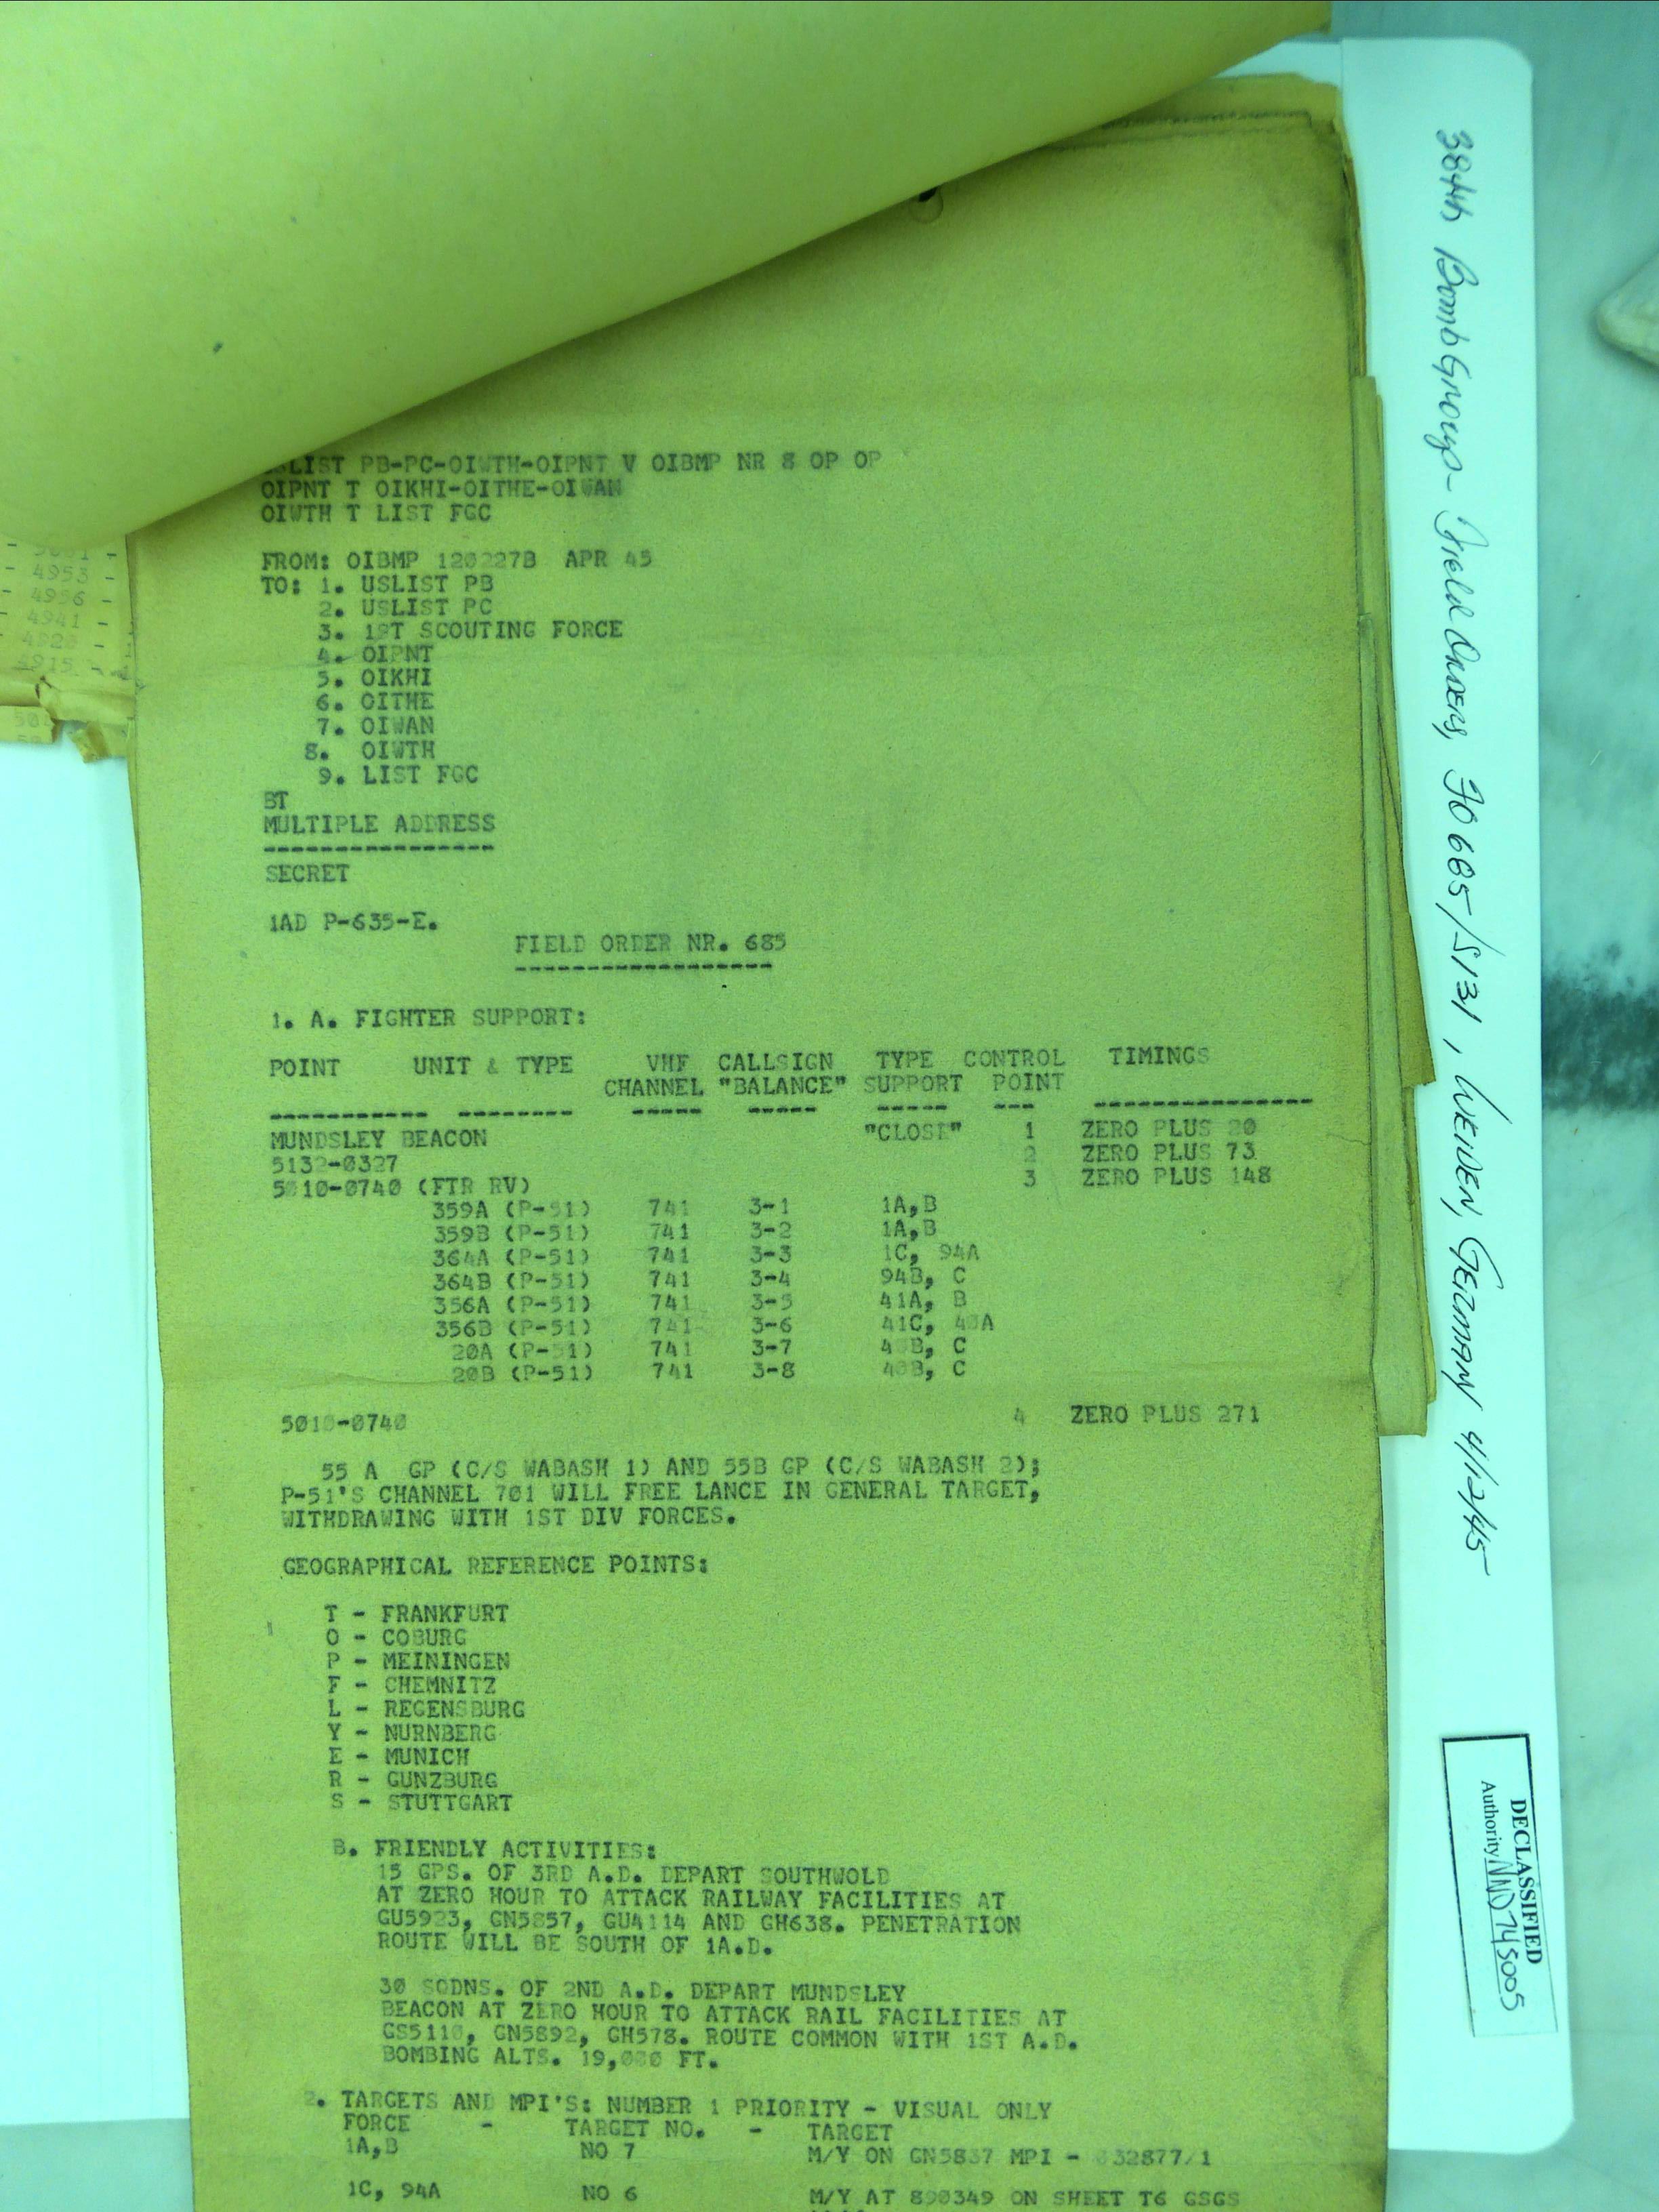 LIST PB-PC-OIWTH-OIPNT V OIBMP NR 8 OP OP
OIPNT T OIKHI-OITHE-OIWAN
OIWTH T LIST FGC
FROM: OIBMP 120227B APR 45
TO: 1. USLIST PB
2. USLIST PC
3. 1ST SCOUTING FORCE
4. OIPNT
5. OIKHI
6. OITHE
7. OIWAN
8. OIWTH
9. LIST FGC
BT
MULTIPLE ADDRESS
----------------
SECRET
1AD P-635-E.
FIELD ORDER NR. 685
------------------
1. A. FIGHTER SUPPORT:
POINT UNIT & TYPE VHF CALLSIGN TYPE CONTROL TIMINGS
CHANNEL "BALANCE" SUPPORT POINT
----------- -------- ----- ----- ----- --- ---------------
MUNDSLEY BEACON "CLOSE" 1 ZERO PLUS 20
5132-0327 2 ZERO PLUS 73
5010-0740 (FTR RV) 3 ZERO PLUS 148
359A (P-51) 741 3-1 1A,B
359B (P-51) 741 3-2 1A,B
364A (P-51) 741 3-3 1C, 94A
364B (P-51) 741 3-4 94B, C
356A (P-51) 741 3-5 41A, B
356B (P-51) 741 3-6 41C, 40A
20A (P-51) 741 3-7 40B, C
20B (P-51) 741 3-8 40B, C
5010-0740 4 ZERO PLUS 271
55 A GP (C/S WABASH 1) AND 55B GP (C/S WABASH 2);
P-51'S CHANNEL 701 WILL FREE LANCE IN GENERAL TARGET,
WITHDRAWING WITH 1ST DIV FORCES.
GEOGRAPHICAL REFERENCE POINTS:
T - FRANKFURT
O - COBURG
P - MEININGEN
F - CHEMNITZ
L - REGENSBURG
Y - NURNBERG
E - MUNICH
R - GUNZBURG
S - STUTTGART
B. FRIENDLY ACTIVITIES:
15 GPS. OF 3RD A.D. DEPART SOUTHWOLD
AT ZERO HOUR TO ATTACK RAILWAY FACILITIES AT
GU5923, GN5857, GU4114 AND GH638. PENETRATION
ROUTE WILL BE SOUTH OF 1A.D.
30 SQDNS. OF 2ND A.D. DEPART MUNDSLEY
BEACON AT ZERO HOUR TO ATTACK RAIL FACILITIES AT
GS5110, GN5892, GH578. ROUTE COMMON WITH 1ST A.D.
BOMBING ALTS. 19,000 FT.
2. TARGETS AND MPI'S: NUMBER 1 PRIORITY - VISUAL ONLY
FORCE - TARGET NO. - TARGET
1A,B NO 7 M/Y ON GN5837 MPI - 032877/1
1C, 94A NO 6 M/Y AT 890349 ON SHEET T6 GSGS
- 4953 -
- 4956 -
- 4941 -
- 4915 -
384th Bomb Group - Field Orders, FO 685/S131, WEIDEN, GERMANY 4/12/45
DECLASSIFIED
Authority NND 745005